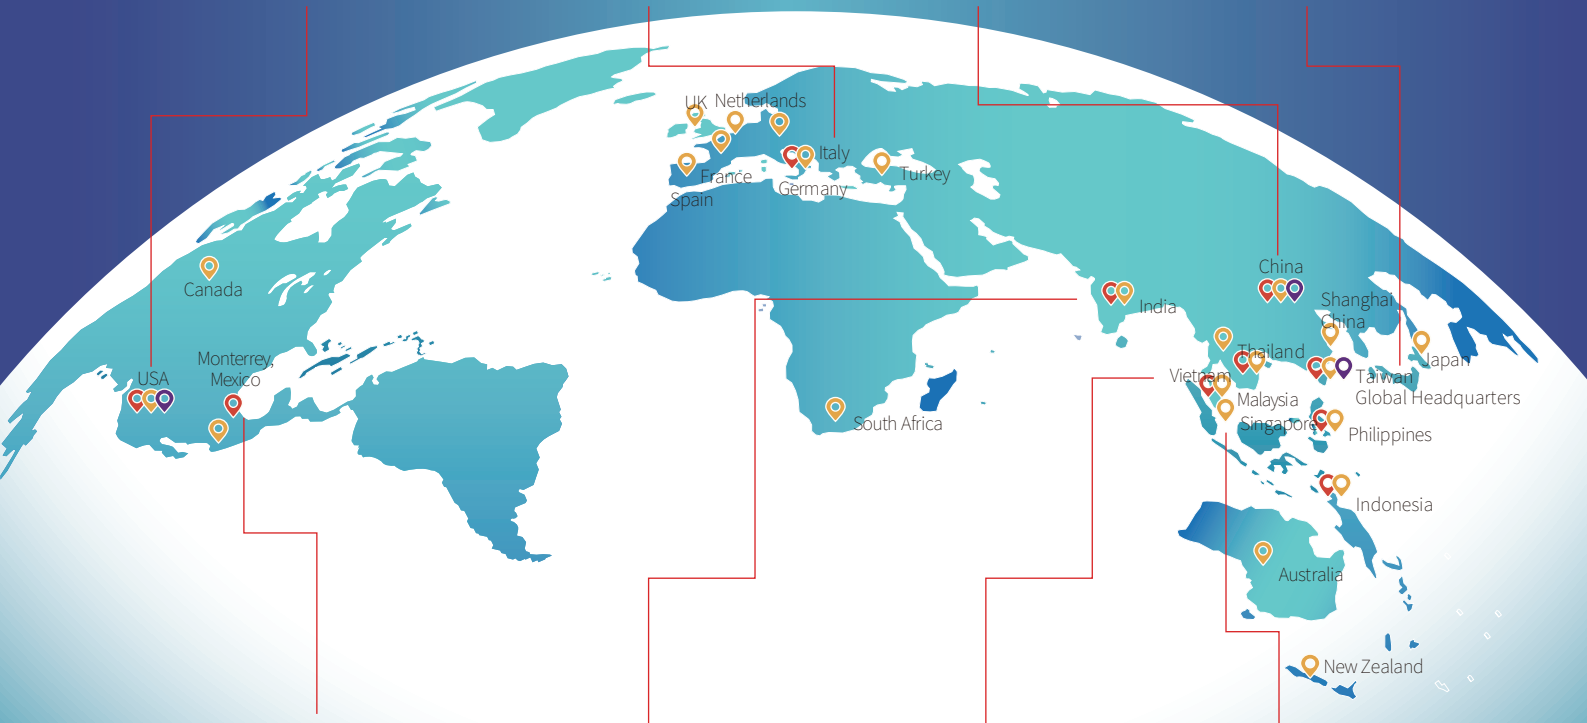 UK
Netherlands
Italy
France
Spain
Germany
Turkey
Canada
Monterrey,
Mexico
USA
South Africa
China
India
Shanghai
China
Thailand
Japan
Vietnam
Taiwan
Global Headquarters
Malaysia
Singapore
Philippines
Indonesia
Australia
New Zealand